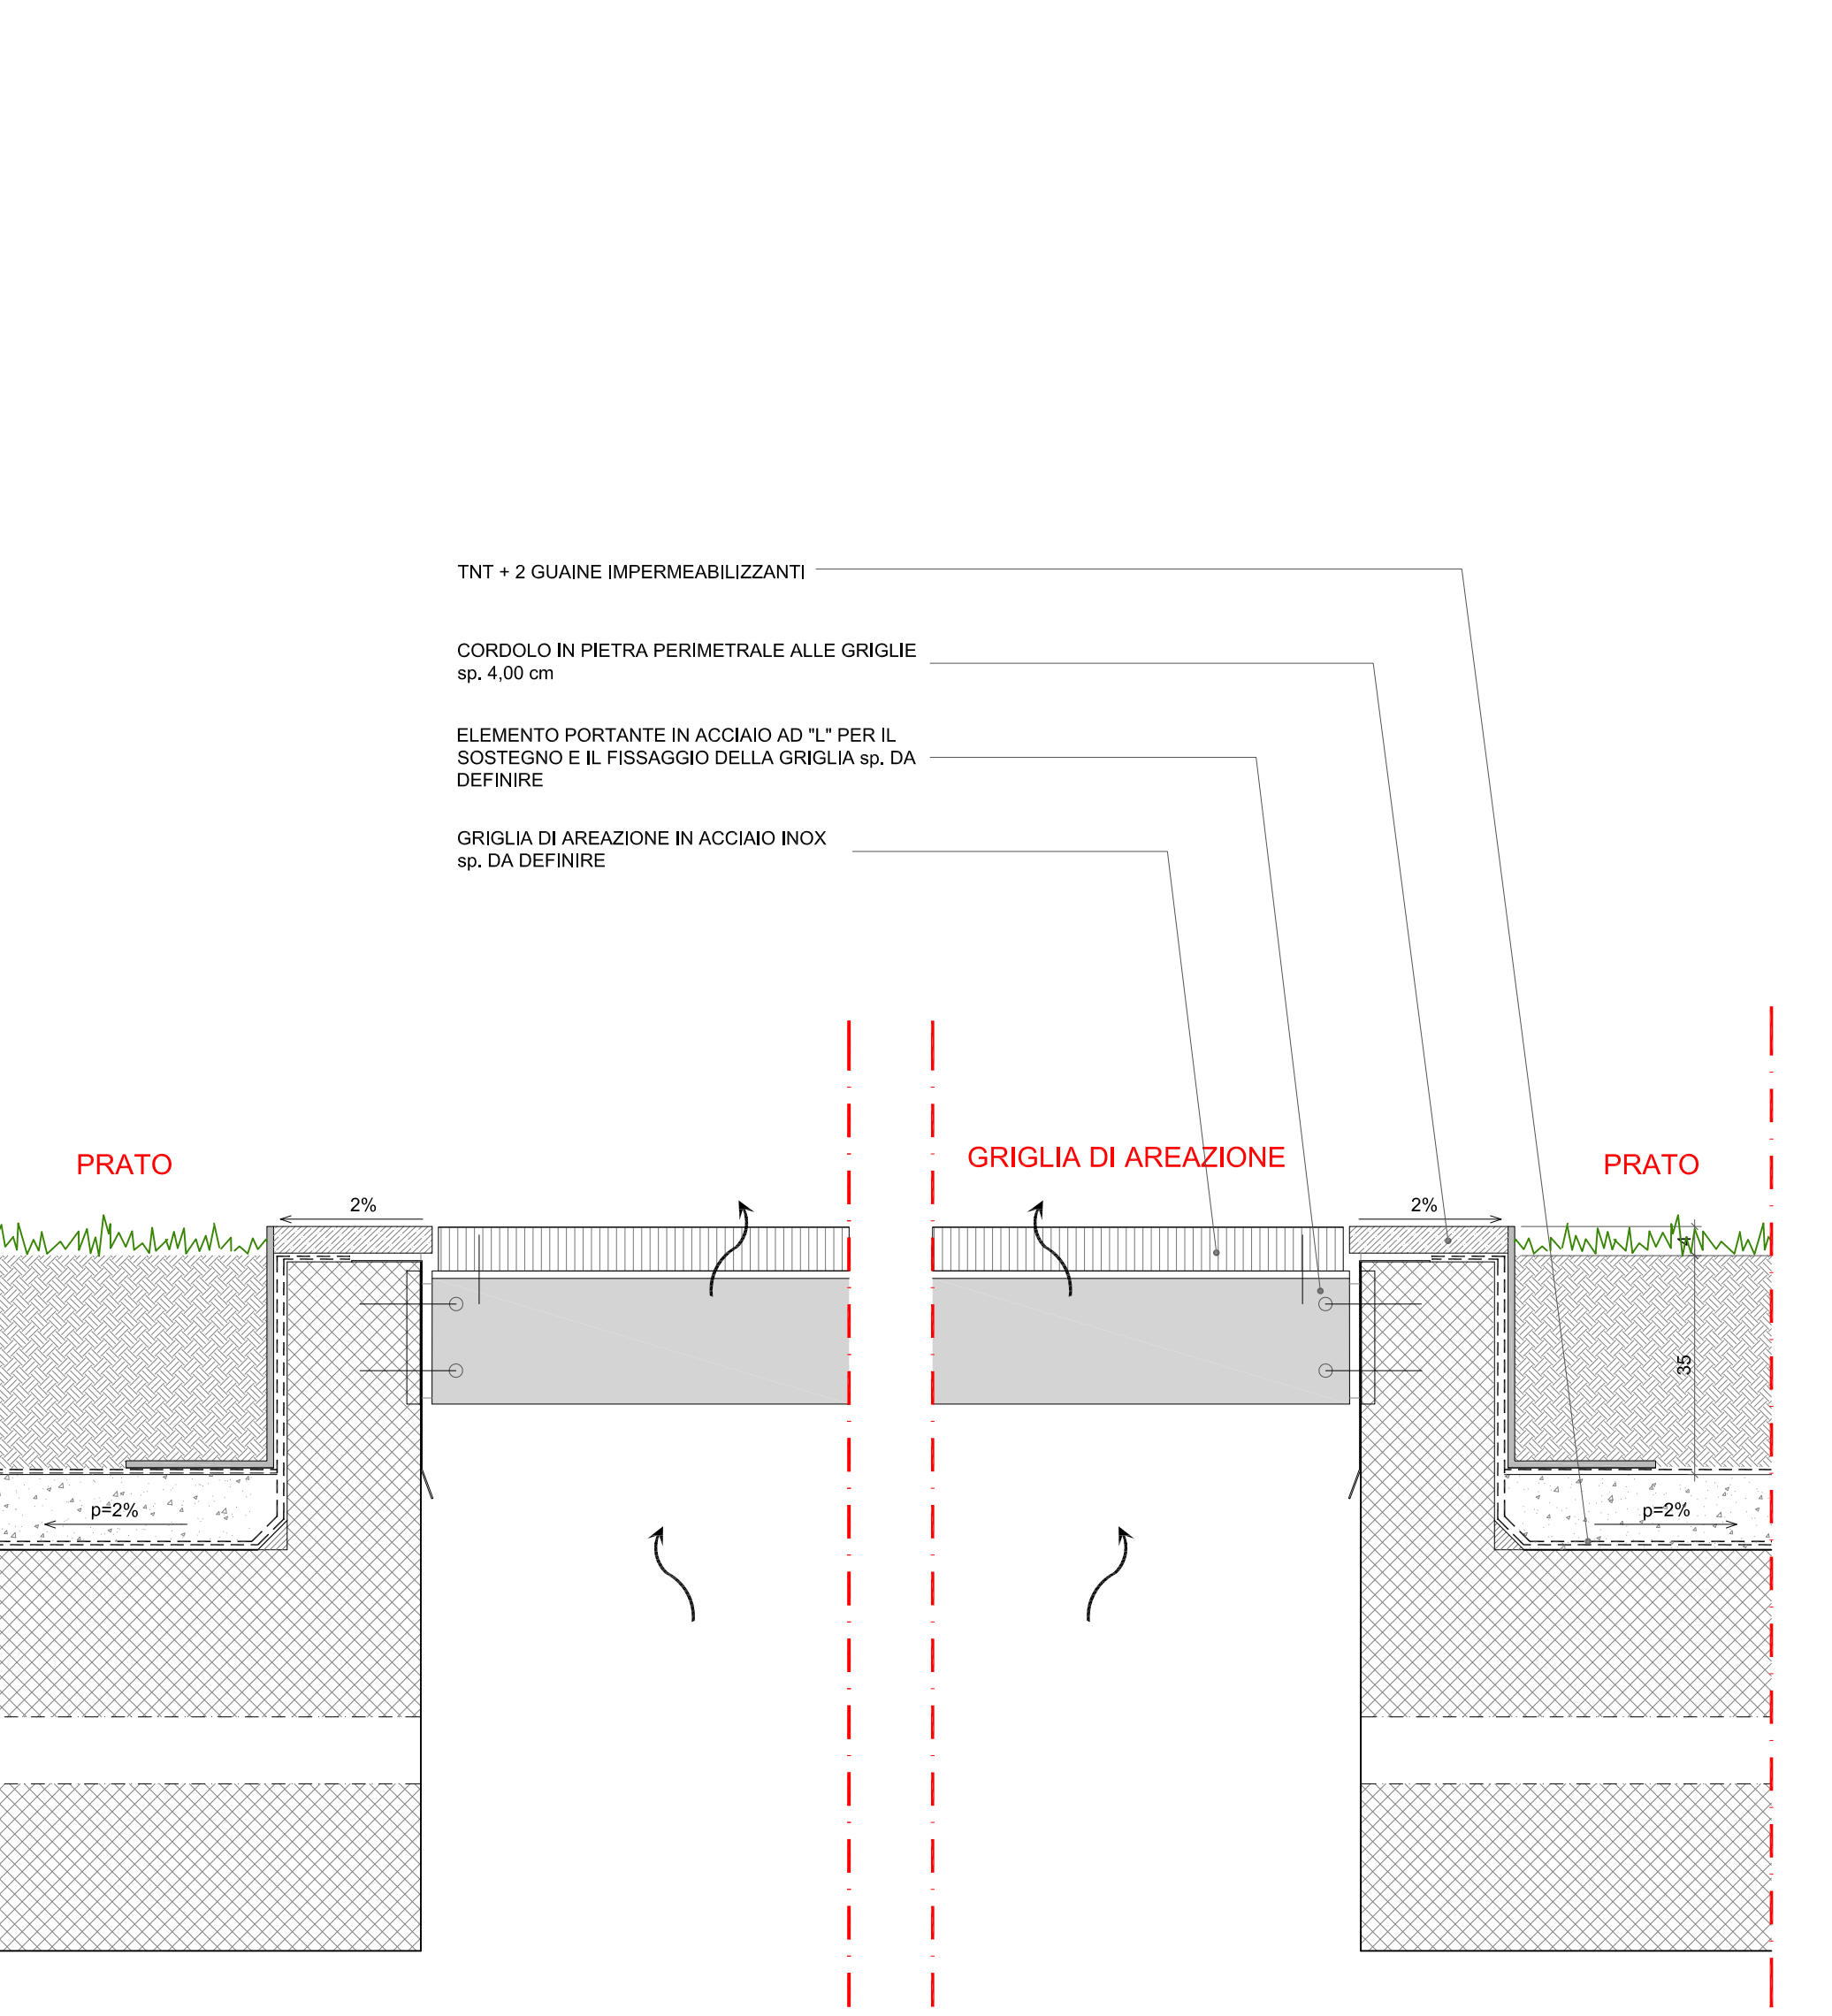 TNT + 2 GUAINE IMPERMEABILIZZANTI
CORDOLO IN PIETRA PERIMETRALE ALLE GRIGLIE
sp. 4,00 cm
ELEMENTO PORTANTE IN ACCIAIO AD "L" PER IL
SOSTEGNO E IL FISSAGGIO DELLA GRIGLIA sp. DA
DEFINIRE
GRIGLIA DI AREAZIONE IN ACCIAIO INOX
sp. DA DEFINIRE
PRATO
GRIGLIA DI AREAZIONE
PRATO
2%
2%
4
35
p=2%
p=2%